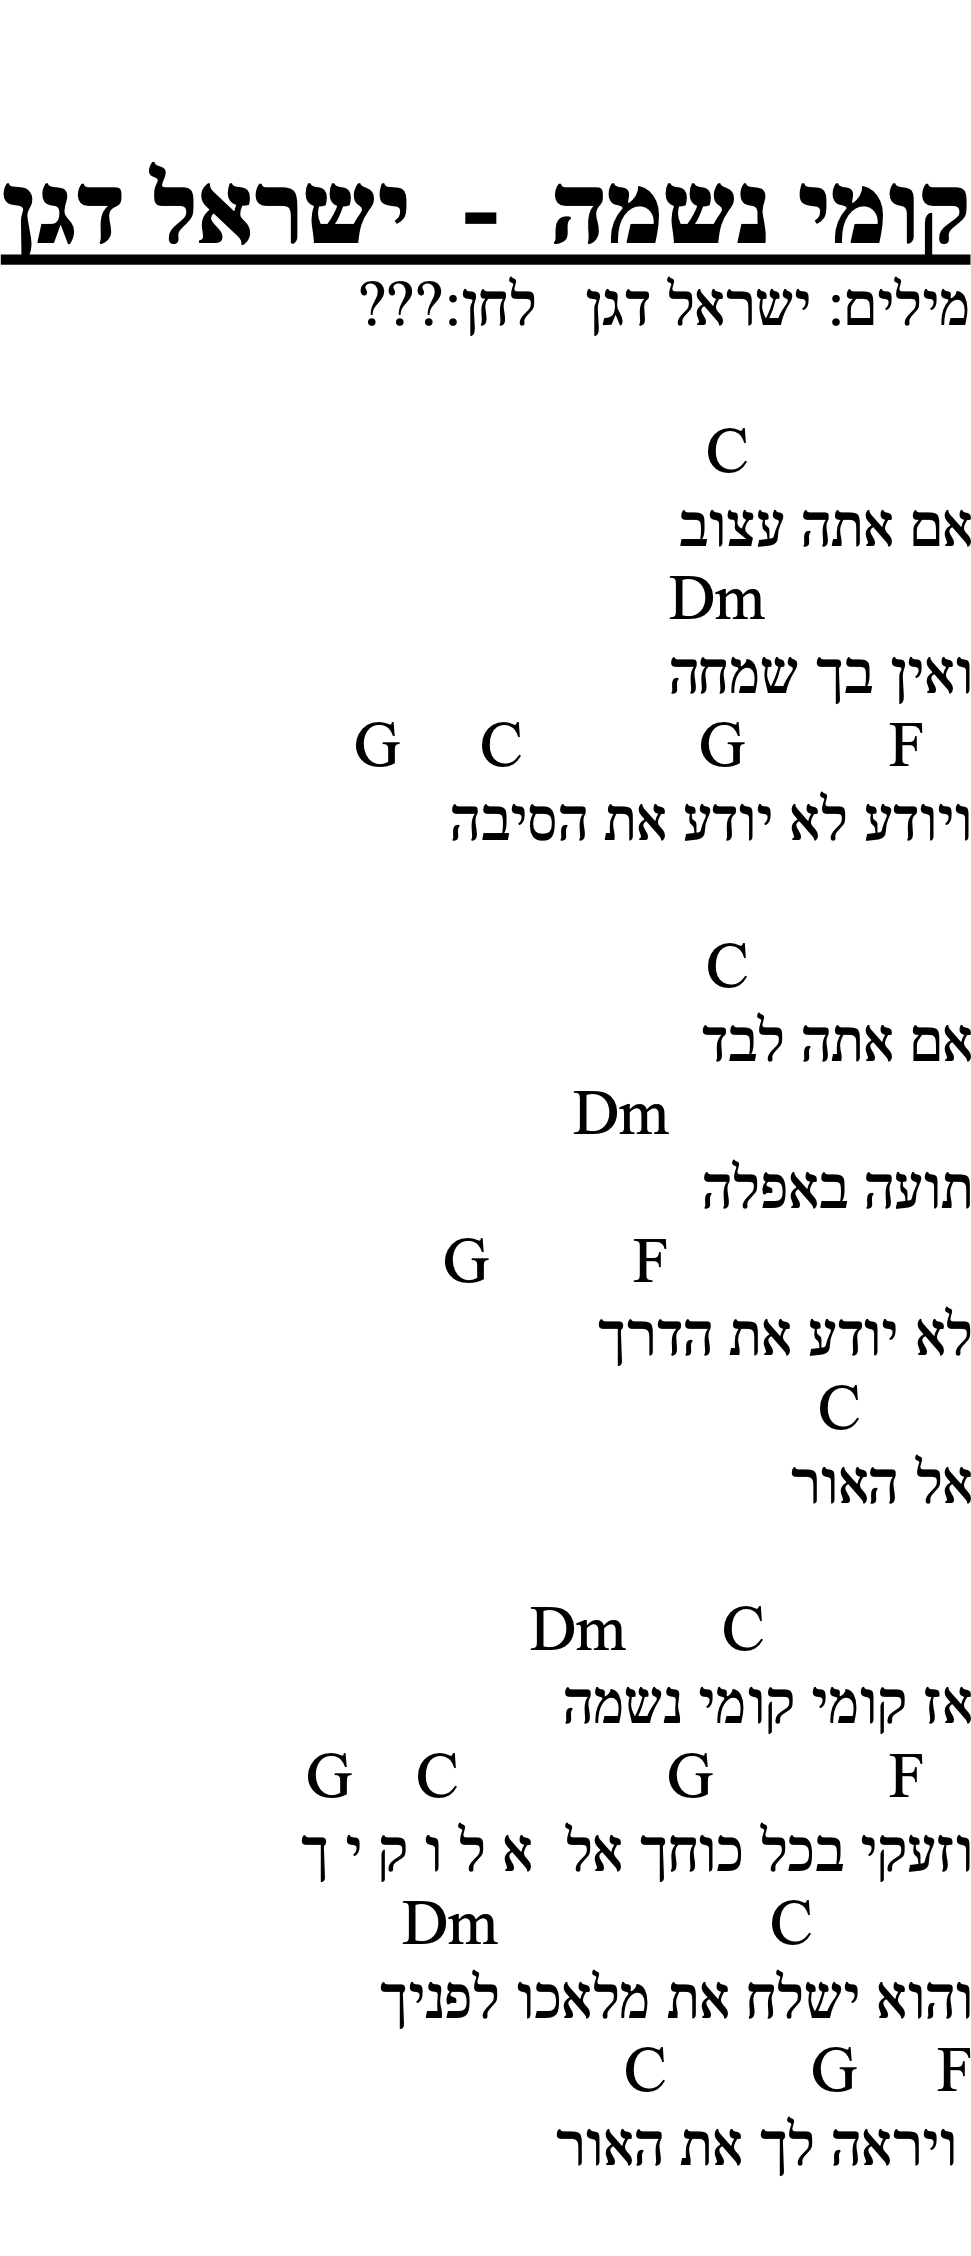 קומי נשמה - ישראל דגן
מילים: ישראל דגן לחן:???
C
אם אתה עצוב
Dm
ואין בך שמחה
F G C G
ויודע לא יודע את הסיבה
C
אם אתה לבד
Dm
תועה באפלה
F G
לא יודע את הדרך
C
אל האור
C Dm
אז קומי קומי נשמה
F G C G
וזעקי בכל כוחך אל א ל ו ק י ך
C Dm
והוא ישלח את מלאכו לפניך
F G C
ויראה לך את האור